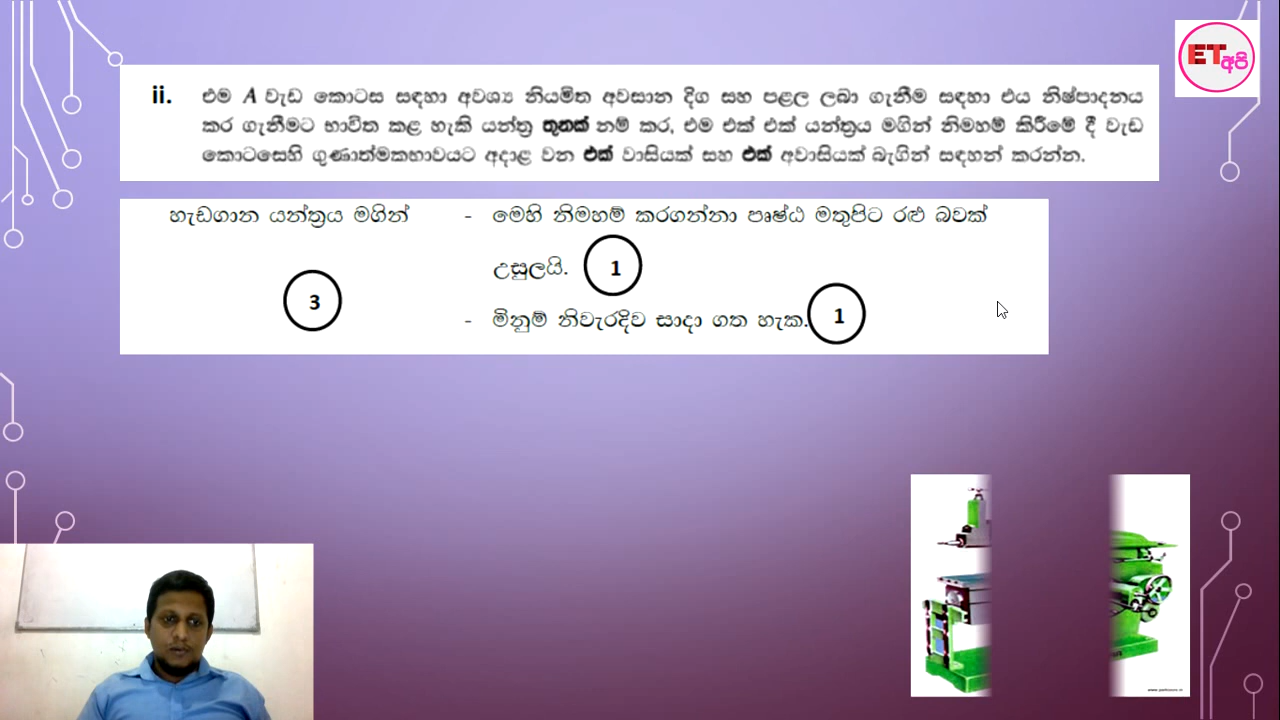 ET
අපි
ii. එම A වැඩ කොටස සඳහා අවශ්‍ය නියමිත අවසාන දිග සහ පළල ලබා ගැනීම සඳහා එය නිෂ්පාදනය
කර ගැනීමට භාවිත කළ හැකි යන්ත්‍ර තුනක් නම් කර, එම එක් එක් යන්ත්‍රය මගින් නිමහම් කිරීමේ දී වැඩ
කොටසෙහි ගුණාත්මකභාවයට අදාළ වන එක් වාසියක් සහ එක් අවාසියක් බැගින් සඳහන් කරන්න.
හැඩගාන යන්ත්‍රය මගින් - මෙහි නිමහම් කරගන්නා පෘෂ්ඨ මතුපිට රළු බවක්
උසුලයි. 1
3
- මිනුම් නිවැරදිව සාදා ගත හැක. 1